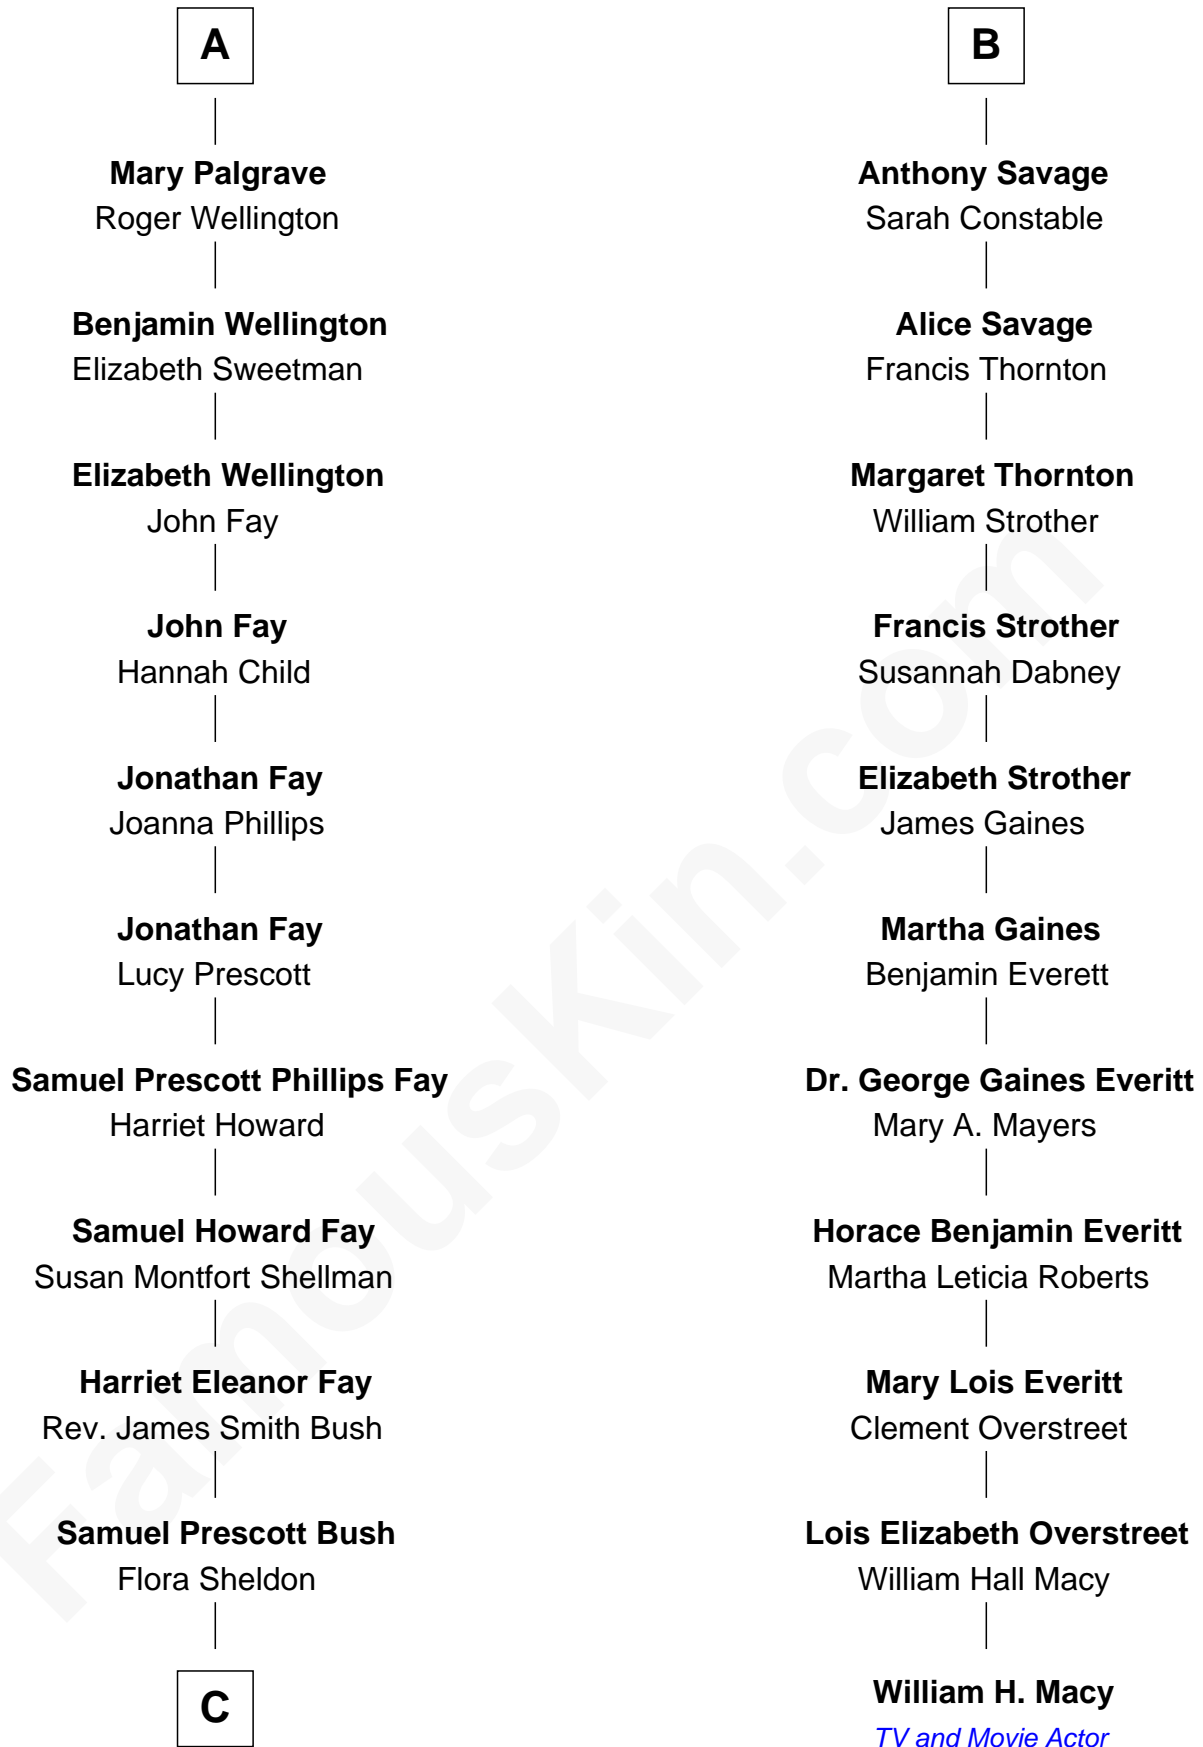 A
Mary Palgrave
Roger Wellington
Benjamin Wellington
Elizabeth Sweetman
Elizabeth Wellington
John Fay
John Fay
Hannah Child
Jonathan Fay
Joanna Phillips
Jonathan Fay
Lucy Prescott
Samuel Prescott Phillips Fay
Harriet Howard
Samuel Howard Fay
Susan Montfort Shellman
Harriet Eleanor Fay
Rev. James Smith Bush
Samuel Prescott Bush
Flora Sheldon
C
B
Anthony Savage
Sarah Constable
Alice Savage
Francis Thornton
Margaret Thornton
William Strother
Francis Strother
Susannah Dabney
Elizabeth Strother
James Gaines
Martha Gaines
Benjamin Everett
Dr. George Gaines Everitt
Mary A. Mayers
Horace Benjamin Everitt
Martha Leticia Roberts
Mary Lois Everitt
Clement Overstreet
Lois Elizabeth Overstreet
William Hall Macy
William H. Macy
TV and Movie Actor
FamousKin.com